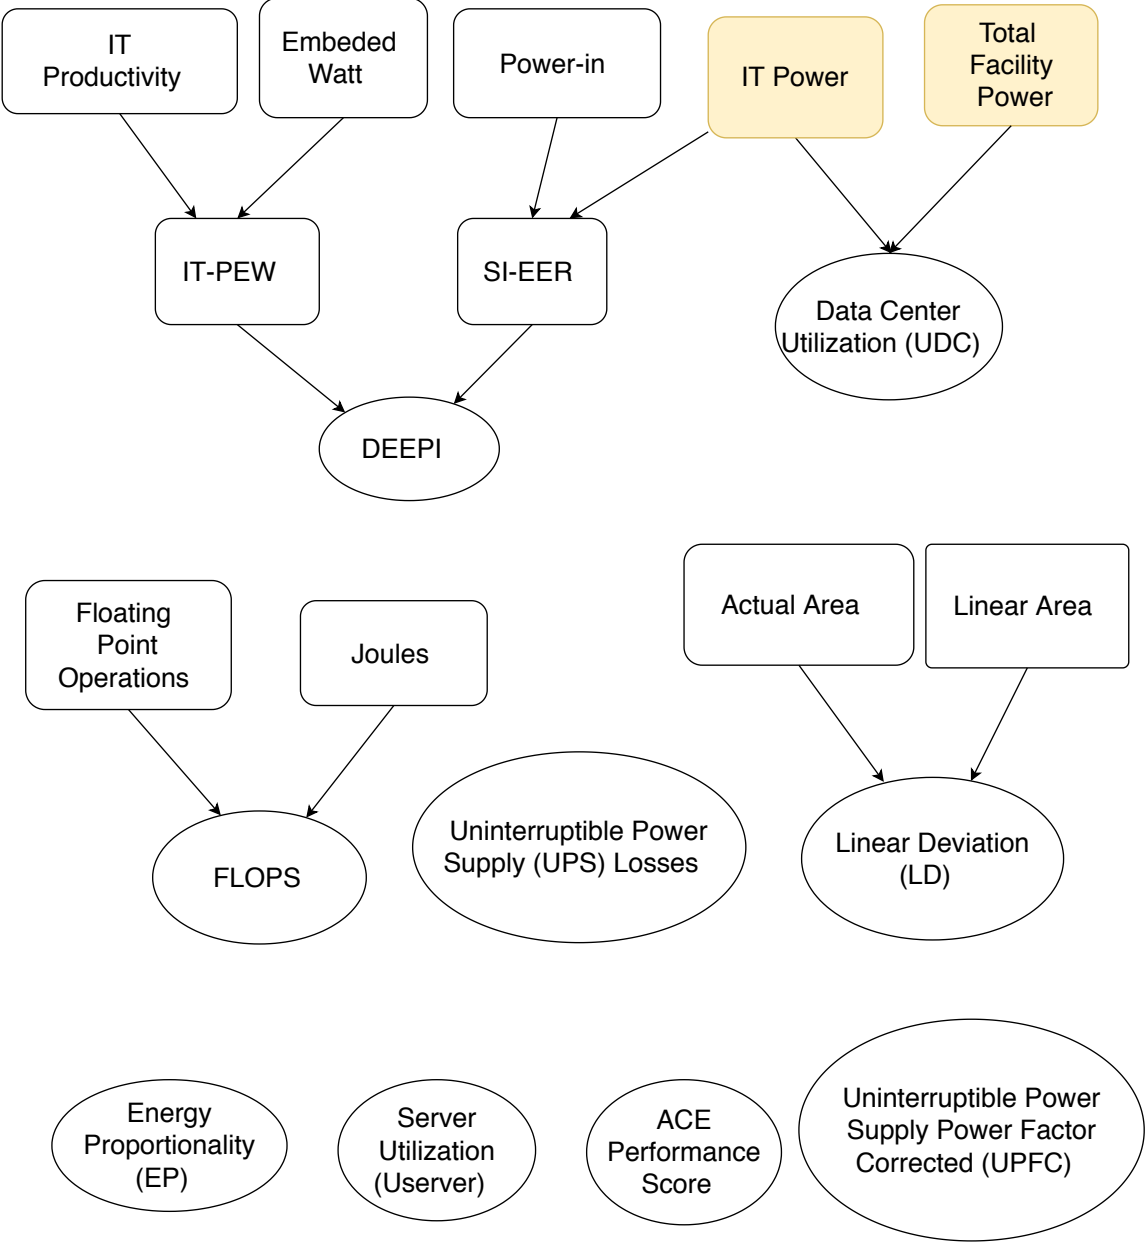 IT
Productivity
Embeded
Watt
Power-in
IT Power
Total
Facility
Power
IT-PEW
SI-EER
Data Center
Utilization (UDC)
DEEPI
Floating
Point
Operations
Joules
Actual Area
Linear Area
FLOPS
Uninterruptible Power
Supply (UPS) Losses
Linear Deviation
(LD)
Energy
Proportionality
(EP)
Server
Utilization
(Userver)
ACE
Performance
Score
Uninterruptible Power
Supply Power Factor
Corrected (UPFC)